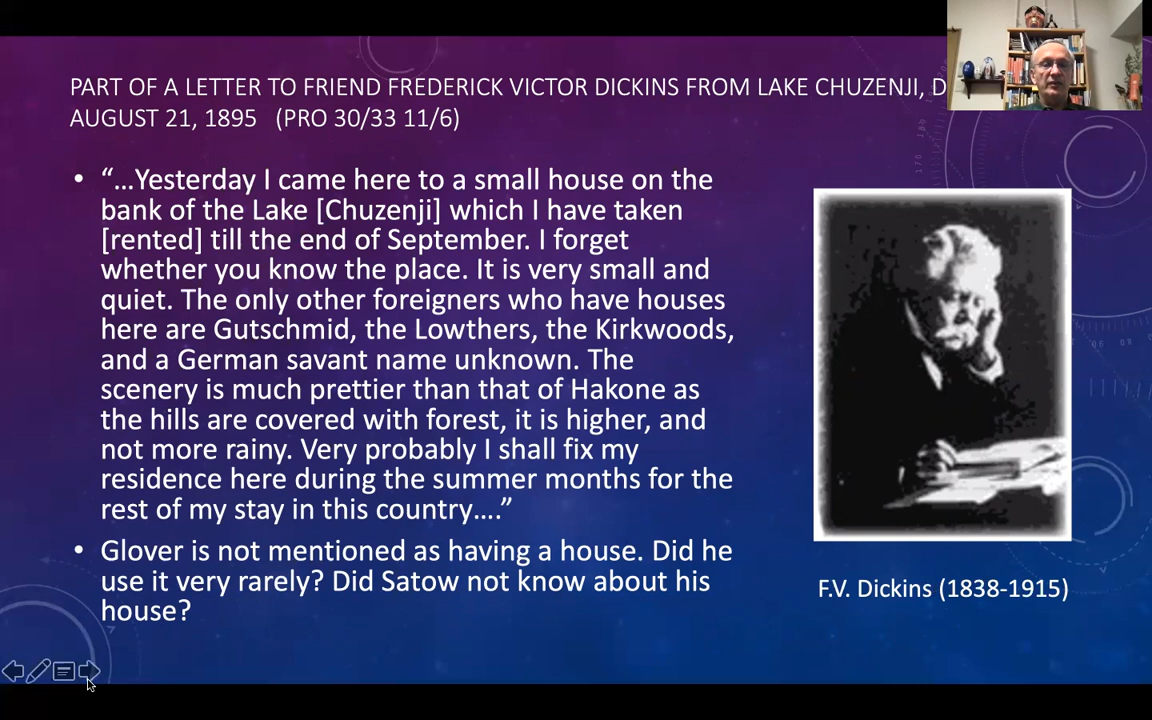 PART OF A LETTER TO FRIEND FREDERICK VICTOR DICKINS FROM LAKE CHUZENJI,
AUGUST 21, 1895 (PRO 30/33 11/6)
• “…Yesterday I came here to a small house on the
bank of the Lake [Chuzenji] which I have taken
[rented] till the end of September. I forget
whether you know the place. It is very small and
quiet. The only other foreigners who have houses
here are Gutschmid, the Lowthers, the Kirkwoods,
and a German savant name unknown. The
scenery is much prettier than that of Hakone as
the hills are covered with forest, it is higher, and
not more rainy. Very probably I shall fix my
residence here during the summer months for the
rest of my stay in this country….”
• Glover is not mentioned as having a house. Did he
use it very rarely? Did Satow not know about his
house?
F.V. Dickins (1838-1915)